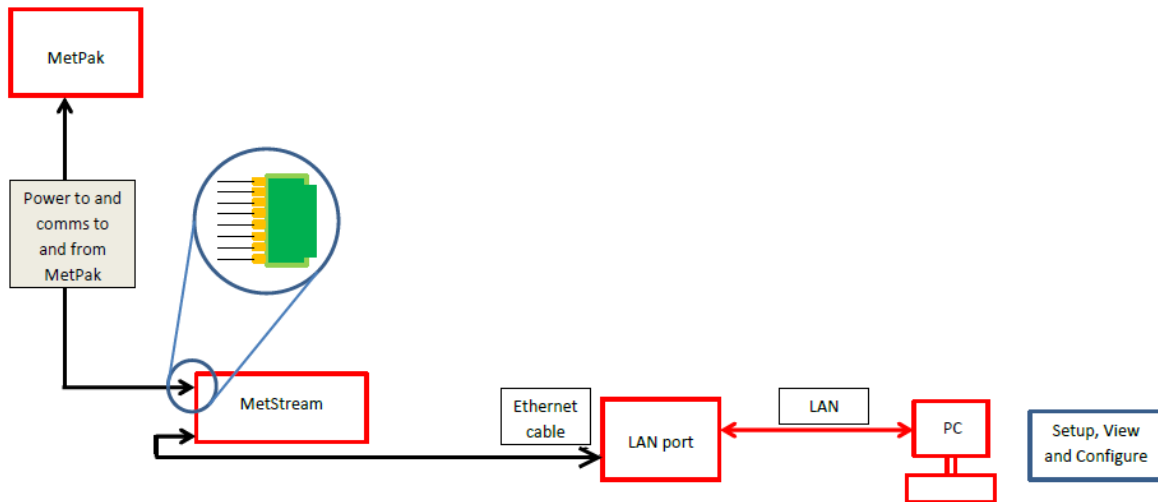 MetPak
Power to and
comms to
and from
MetPak
MetStream
Ethernet
cable
LAN port
LAN
PC
Setup, View
and Configure